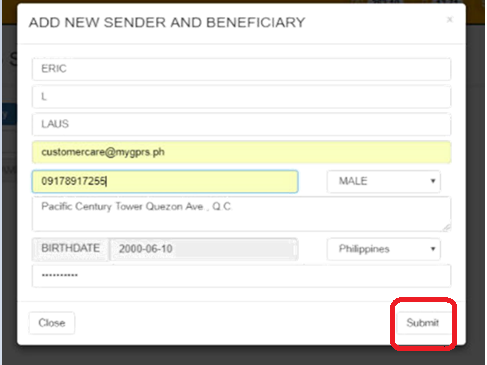 ADD NEW SENDER AND BENEFICIARY ×
ERIC
L
LAUS
customercare@mygprs.ph
09178917255 MALE
Pacific Century Tower Quezon Ave., Q.C.
BIRTHDATE 2000-06-10 Philippines
••••••••••
Close Submit